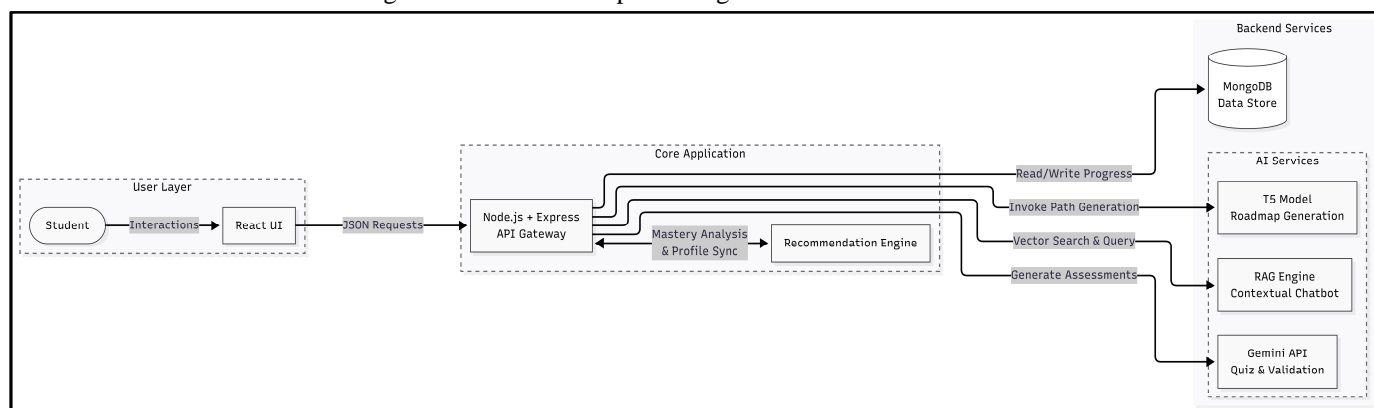 User Layer
Student
Interactions
React UI
JSON Requests
Core Application
Node.js + Express
API Gateway
Mastery Analysis
& Profile Sync
Recommendation Engine
Read/Write Progress
Invoke Path Generation
Vector Search & Query
Generate Assessments
Backend Services
MongoDB
Data Store
AI Services
T5 Model
Roadmap Generation
RAG Engine
Contextual Chatbot
Gemini API
Quiz & Validation